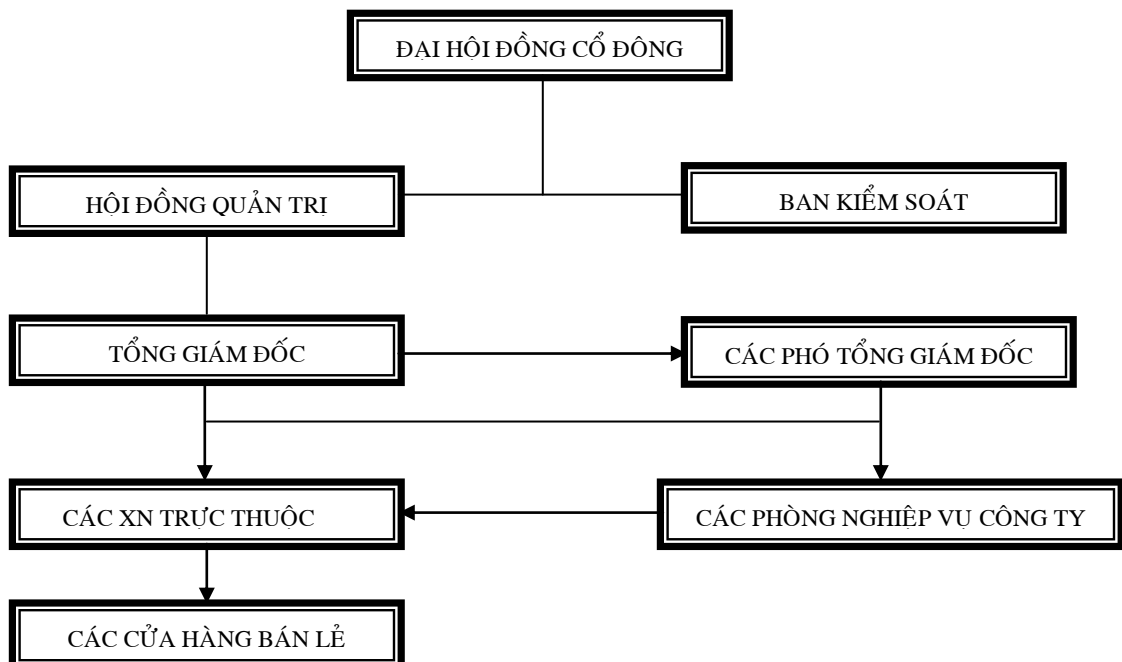 ĐẠI HỘI ĐỒNG CỔ ĐÔNG
HỘI ĐỒNG QUẢN TRỊ
BAN KIỂM SOÁT
TỔNG GIÁM ĐỐC
CÁC PHÓ TỔNG GIÁM ĐỐC
CÁC XN TRỰC THUỘC
CÁC PHÒNG NGHIỆP VỤ CÔNG TY
CÁC CỬA HÀNG BÁN LẺ